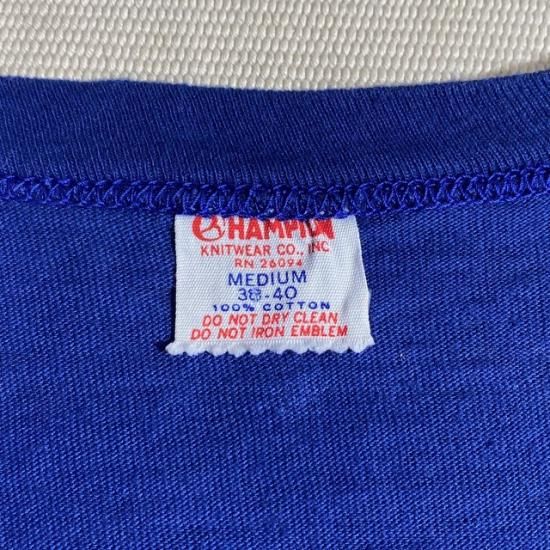 CHAMPION
KNITWEAR CO., INC
RN 26094
MEDIUM
38-40
100% COTTON
DO NOT DRY CLEAN
DO NOT IRON EMBLEM